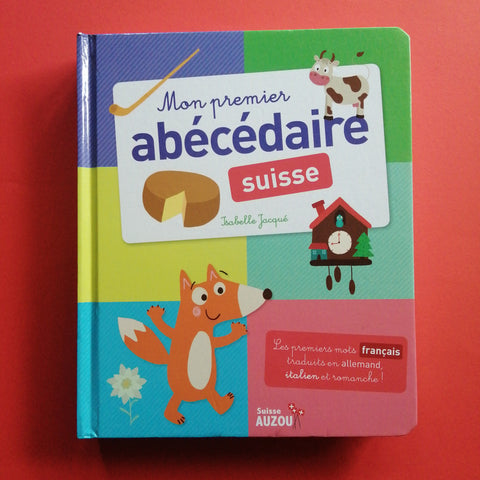 Mon premier
abécédaire
suisse
Isabelle Jacqué
Les premiers mots français
traduits en allemand,
italien et romanche !
Suisse
AUZOU